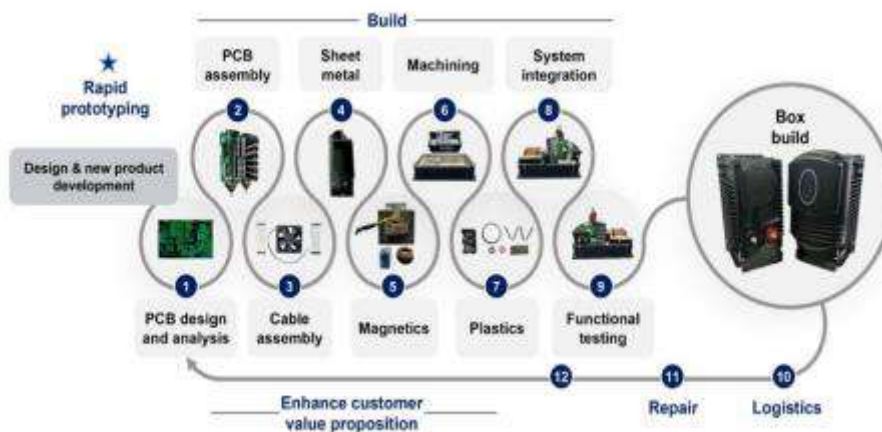 Build
Rapid
prototyping
PCB
assembly
Sheet
metal
Machining
System
integration
2
4
6
8
Box
build
Design & new product
development
1
3
5
7
9
PCB design
and analysis
Cable
assembly
Magnetics
Plastics
Functional
testing
12
11
10
Enhance customer
value proposition
Repair
Logistics